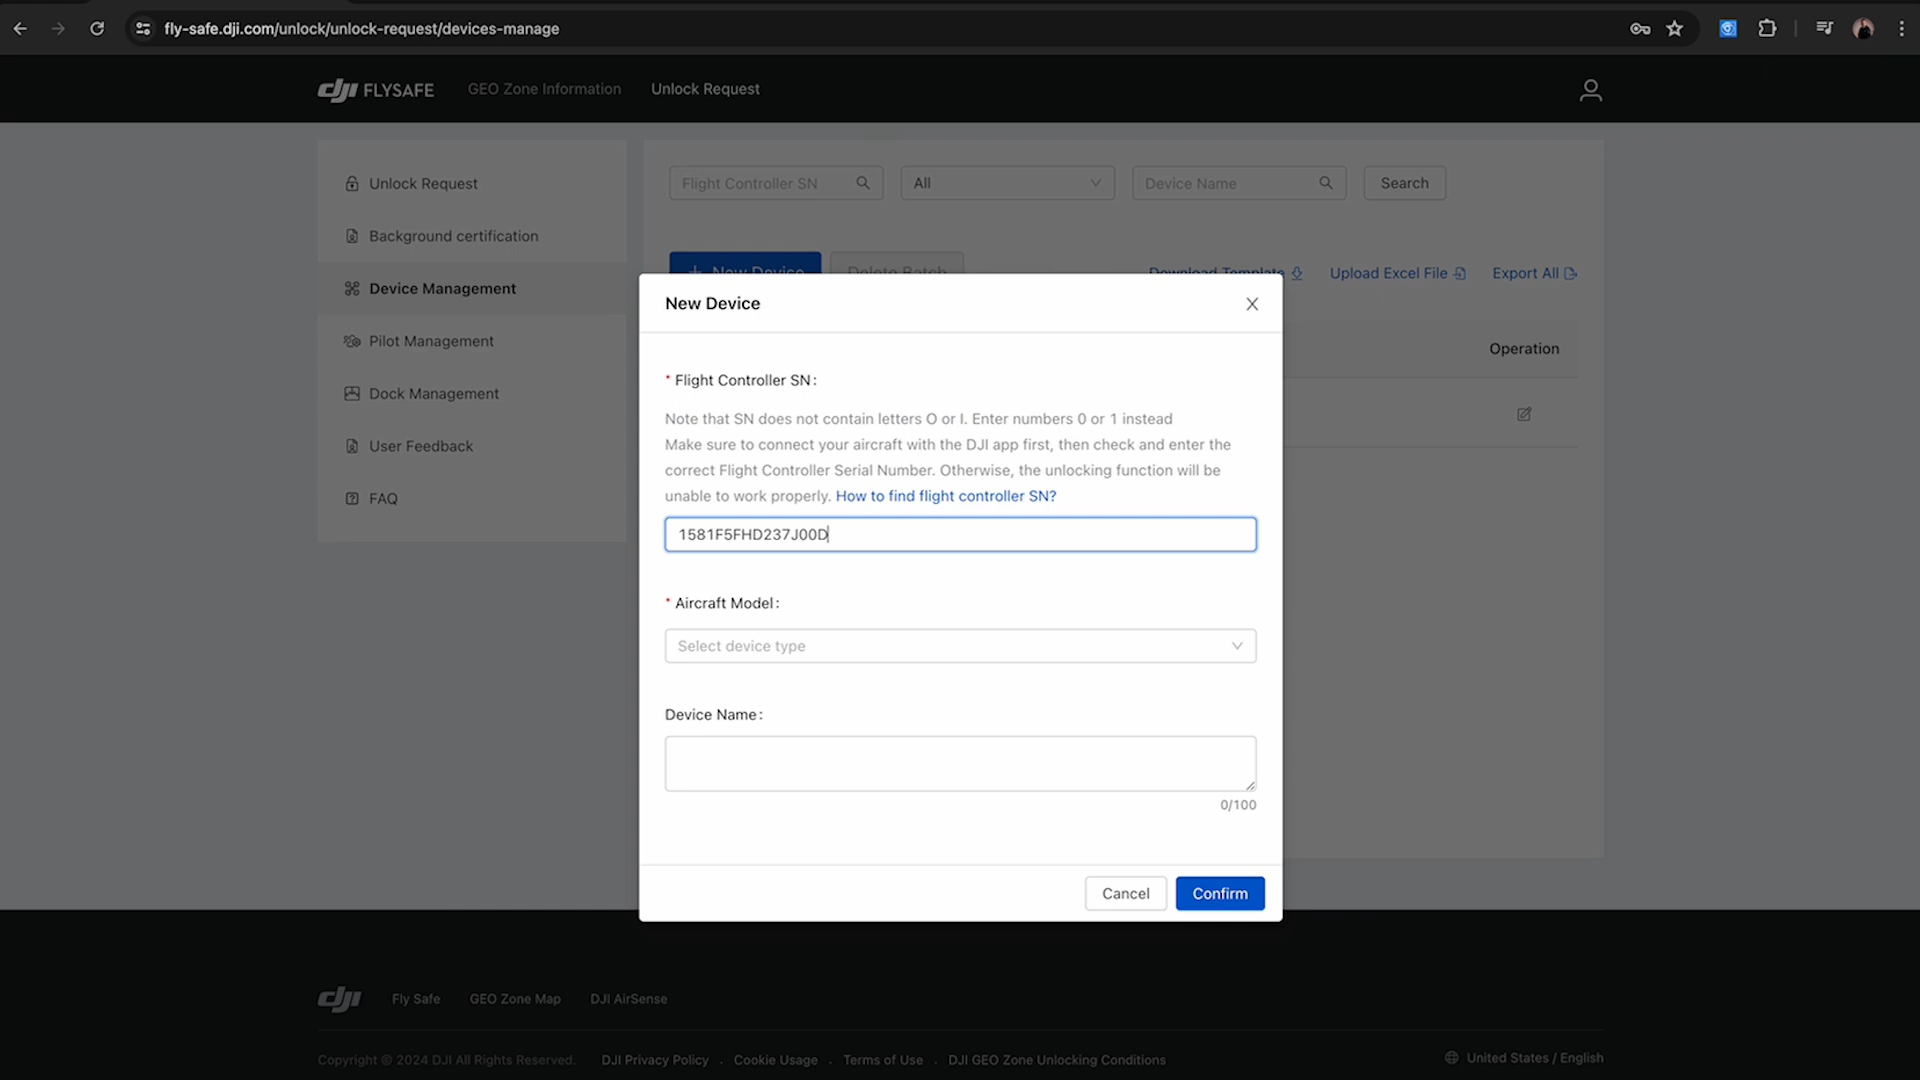 fly-safe.dji.com/unlock/unlock-request/devices-manage
dji FLYSAFE
GEO Zone Information
Unlock Request
Unlock Request
Background certification
Device Management
Pilot Management
Dock Management
User Feedback
FAQ
Flight Controller SN
All
Device Name
Search
+ New Device
Delete Batch
Download Template
Upload Excel File
Export All
Operation
New Device
* Flight Controller SN:
Note that SN does not contain letters O or I. Enter numbers 0 or 1 instead
Make sure to connect your aircraft with the DJI app first, then check and enter the
correct Flight Controller Serial Number. Otherwise, the unlocking function will be
unable to work properly. How to find flight controller SN?
1581F5FHD237J00D
* Aircraft Model:
Select device type
Device Name:
0/100
Cancel
Confirm
dji
Fly Safe
GEO Zone Map
DJI AirSense
Copyright © 2024 DJI All Rights Reserved.
DJI Privacy Policy . Cookie Usage . Terms of Use . DJI GEO Zone Unlocking Conditions
United States / English